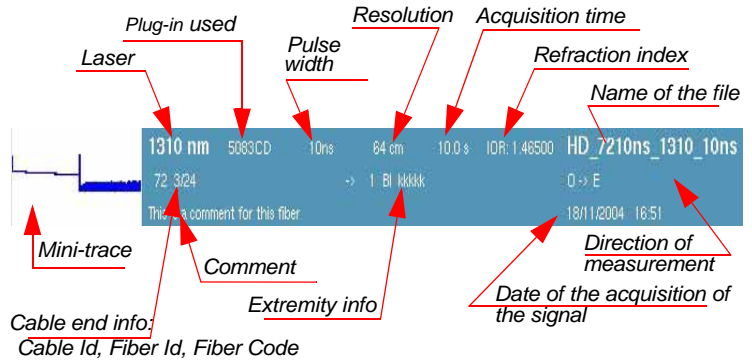 Resolution
Acquisition time
Plug-in used
Pulse
width
Laser
Refraction index
Name of the file
1310 nm 5083CD 10ns 64 cm 10.0 s IOR: 1.46500 HD_7210ns_1310_10ns
72 3/24 -> 1 Bl kkkkk O -> E
This is a comment for this fiber 18/11/2004 16:51
Mini-trace
Comment
Direction of
measurement
Extremity info
Date of the acquisition of
the signal
Cable end info:
Cable Id, Fiber Id, Fiber Code